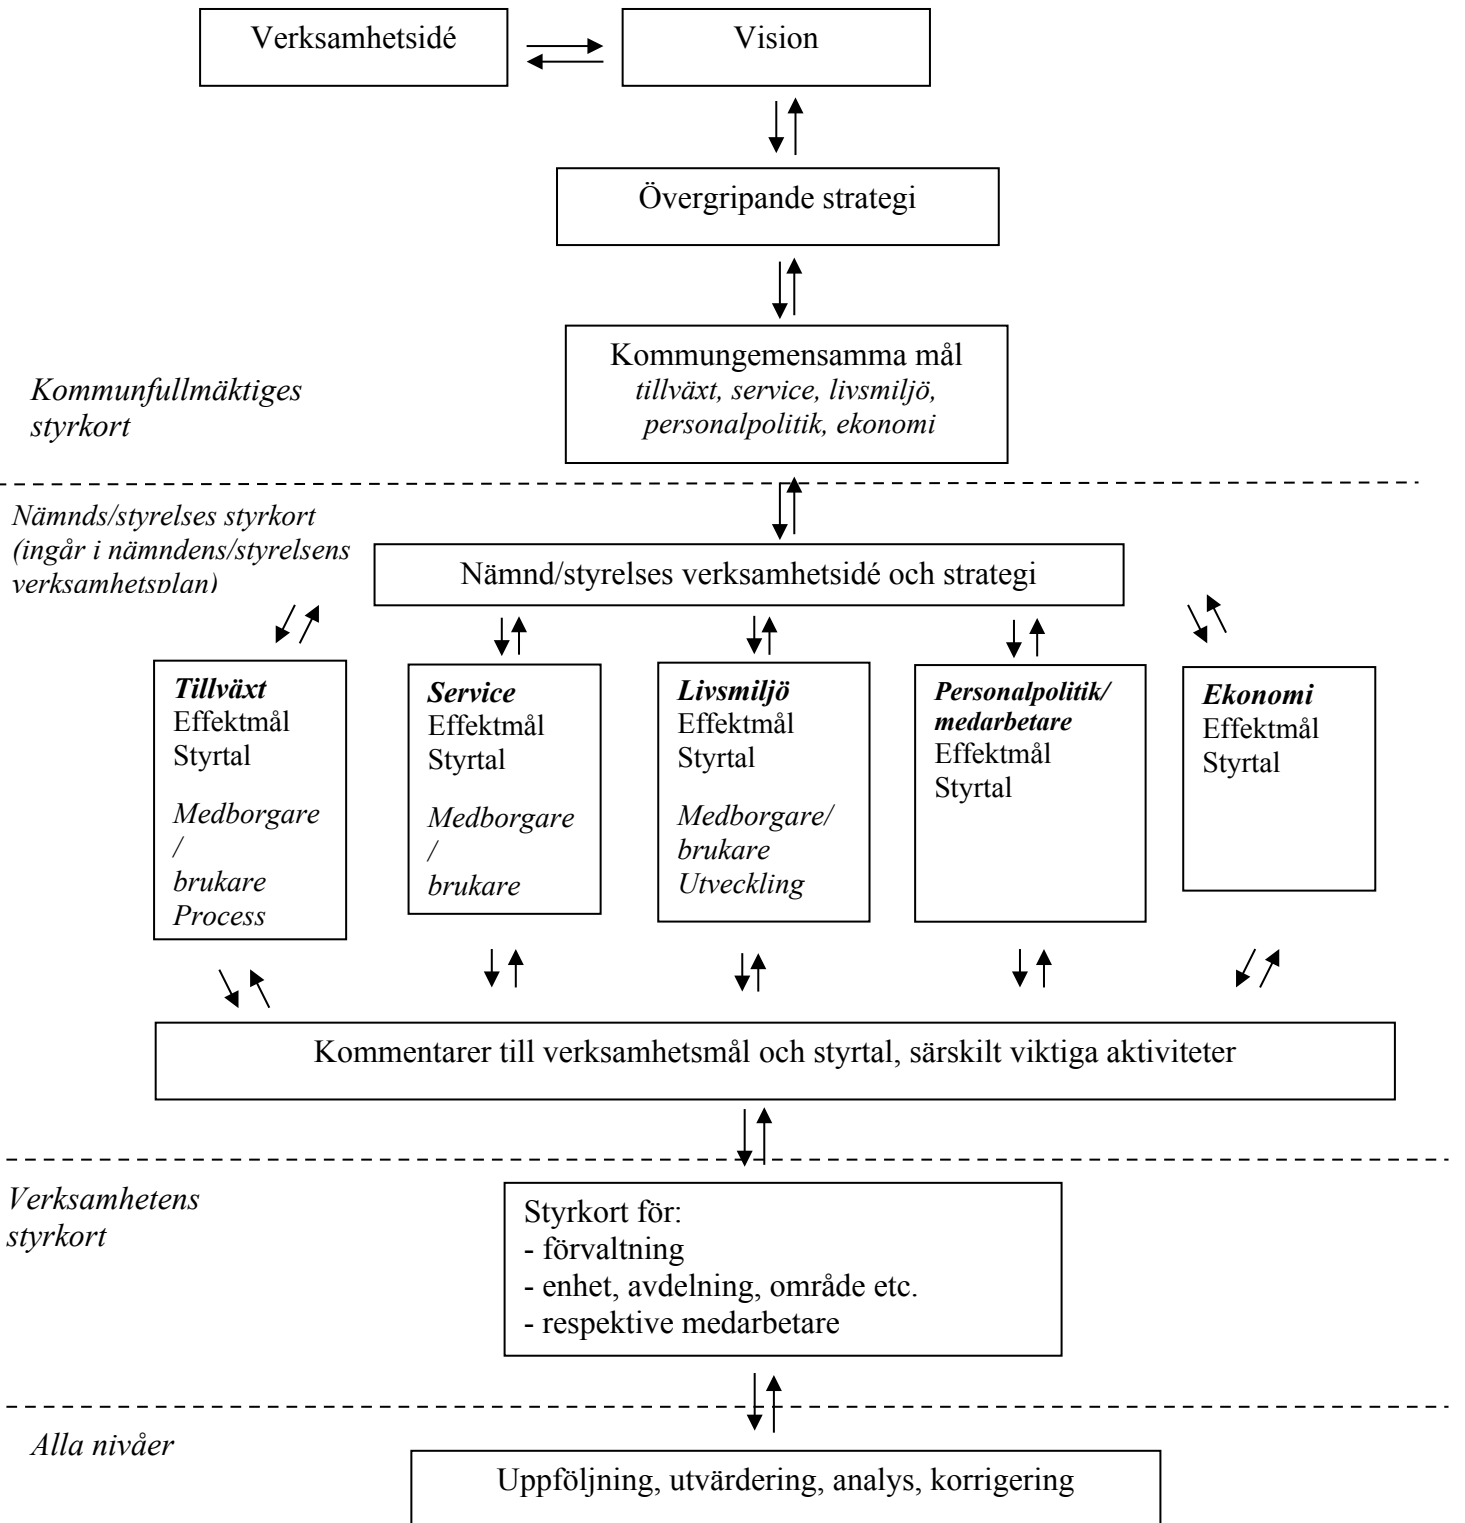 Verksamhetsidé
Vision
Övergripande strategi
Kommungemensamma mål
tillväxt, service, livsmiljö,
personalpolitik, ekonomi
Kommunfullmäktiges
styrkort
Nämnds/styrelses styrkort
(ingår i nämndens/styrelsens
verksamhetsplan)
Nämnd/styrelses verksamhetsidé och strategi
Tillväxt
Effektmål
Styrtal
Medborgare
/
brukare
Process
Service
Effektmål
Styrtal
Medborgare
/
brukare
Livsmiljö
Effektmål
Styrtal
Medborgare/
brukare
Utveckling
Personalpolitik/
medarbetare
Effektmål
Styrtal
Ekonomi
Effektmål
Styrtal
Kommentarer till verksamhetsmål och styrtal, särskilt viktiga aktiviteter
Verksamhetens
styrkort
Styrkort för:
- förvaltning
- enhet, avdelning, område etc.
- respektive medarbetare
Alla nivåer
Uppföljning, utvärdering, analys, korrigering